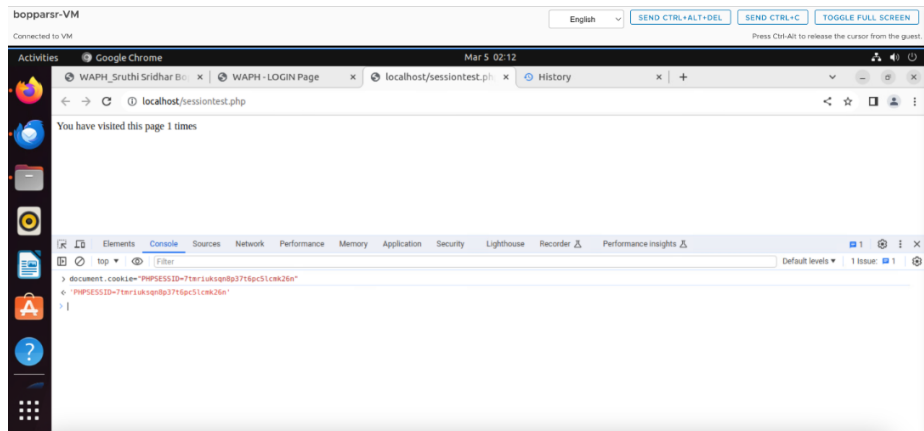 bopparsr-VM
English
SEND CTRL+ALT+DEL
SEND CTRL+C
TOGGLE FULL SCREEN
Connected to VM
Press Ctrl-Alt to release the cursor from the guest.
Activities
Google Chrome
Mar 5 02:12
WAPH_Sruthi Sridhar Bo
WAPH - LOGIN Page
localhost/sessiontest.ph
History
localhost/sessiontest.php
You have visited this page 1 times
Elements Console Sources Network Performance Memory Application Security Lighthouse Recorder Performance insights 1
top Filter Default levels 1 Issue: 1
> document.cookie="PHPSESSID=7tmriuksqn8p37t6pc5lcmk26n"
< 'PHPSESSID=7tmriuksqn8p37t6pc5lcmk26n'
>